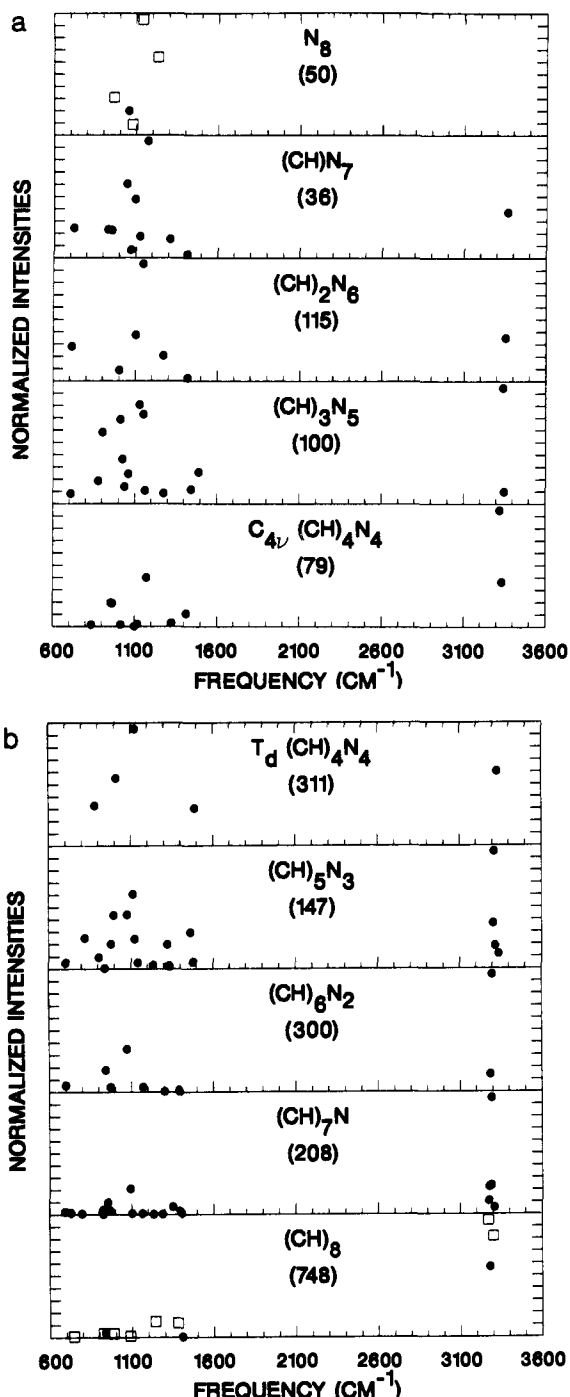 a
N8
(50)
(CH)N7
(36)
(CH)2N6
(115)
(CH)3N5
(100)
C4ν (CH)4N4
(79)
NORMALIZED INTENSITIES
600 1100 1600 2100 2600 3100 3600
FREQUENCY (CM-1)
b
Td (CH)4N4
(311)
(CH)5N3
(147)
(CH)6N2
(300)
(CH)7N
(208)
(CH)8
(748)
NORMALIZED INTENSITIES
600 1100 1600 2100 2600 3100 3600
FREQUENCY (CM-1)